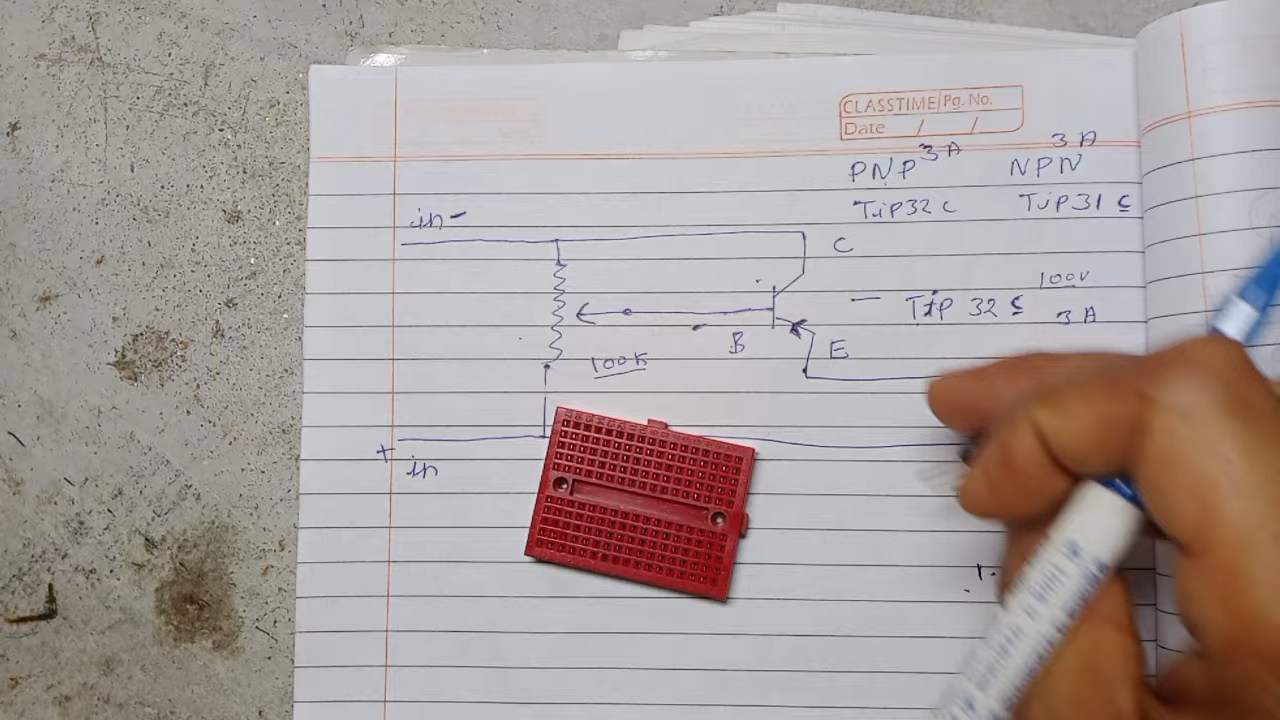 CLASSTIME Pg. No.
Date / /
PNP 3A NPN 3A
TiP32C TiP31C
in -
C
100V
TiP 32 C 3A
B E
100K
+ in